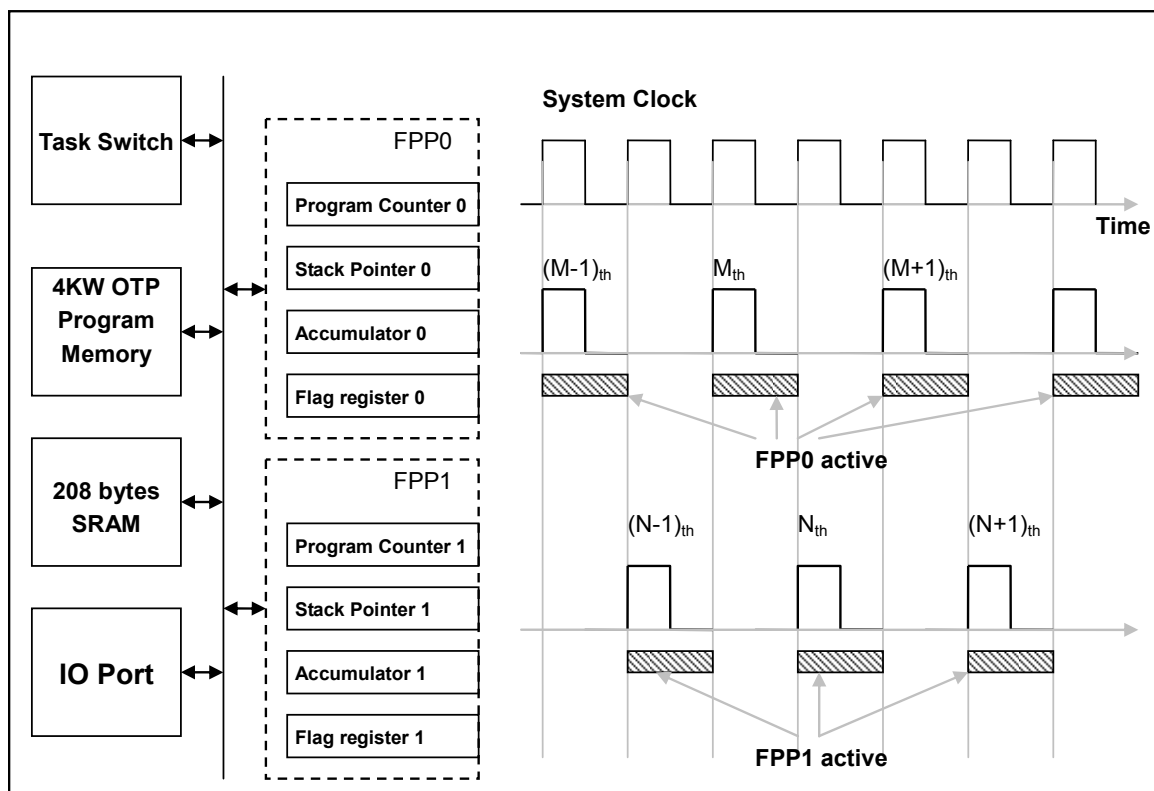 Task Switch
4KW OTP
Program
Memory
208 bytes
SRAM
IO Port
FPP0
Program Counter 0
Stack Pointer 0
Accumulator 0
Flag register 0
FPP1
Program Counter 1
Stack Pointer 1
Accumulator 1
Flag register 1
System Clock
Time
(M-1)th Mth (M+1)th
FPP0 active
(N-1)th Nth (N+1)th
FPP1 active